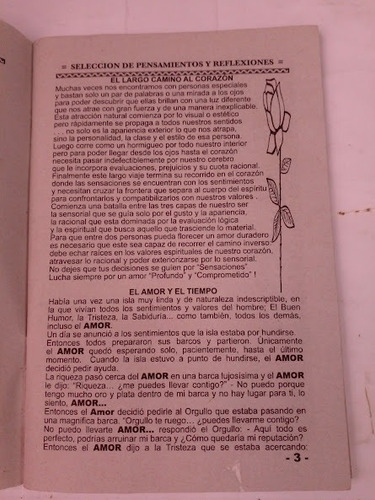 = SELECCION DE PENSAMIENTOS Y REFLEXIONES =
EL LARGO CAMINO AL CORAZÓN
Muchas veces nos encontramos con personas especiales
y bastan solo un par de palabras o una mirada a los ojos
para poder descubrir que ellas brillan con una luz diferente
que nos atrae con gran fuerza y de una manera inexplicable.
Esta atracción natural comienza por lo visual o estético
pero rápidamente se propaga a todos nuestros sentidos
. . . no solo es la apariencia exterior lo que nos atrapa,
sino la personalidad, la clase y el estilo de esa persona.
Luego corre como un hormigueo por todo nuestro interior
pero para poder llegar desde los ojos hasta el corazón
necesita pasar indefectiblemente por nuestro cerebro
que le incorpora evaluaciones, prejuicios y su cuota racional.
Finalmente este largo viaje termina su recorrido en el corazón
donde las sensaciones se encuentran con los sentimientos
y necesitan cruzar la frontera que separa al cuerpo del espíritu
para confrontarlos y compatibilizarlos con nuestros valores .
Comienza una batalla entre las tres capas de nuestro ser
la sensorial que se guía solo por el gusto y la apariencia,
la racional que esta dominada por la evaluación lógica
y la espiritual que busca aquello que trasciende lo material.
Para que entre dos personas pueda florecer un amor duradero
es necesario que este sea capaz de recorrer el camino inverso
debe echar raíces en los valores espirituales de nuestro corazón,
atravesar lo racional y poder exteriorizarse por lo sensorial.
No dejes que tus decisiones se guíen por "Sensaciones"
Lucha siempre por un amor "Profundo" y "Comprometido" !
EL AMOR Y EL TIEMPO
Había una vez una isla muy linda y de naturaleza indescriptible, en
la que vivían todos los sentimientos y valores del hombre; El Buen
Humor, la Tristeza, la Sabiduría... como también, todos los demás,
incluso el AMOR.
Un día se anunció a los sentimientos que la isla estaba por hundirse.
Entonces todos prepararon sus barcos y partieron. Únicamente
el AMOR quedó esperando solo, pacientemente, hasta el último
momento. Cuando la isla estuvo a punto de hundirse, el AMOR
decidió pedir ayuda.
La riqueza pasó cerca del AMOR en una barca lujosísima y el AMOR
le dijo: "Riqueza... ¿me puedes llevar contigo?" - No puedo porque
tengo mucho oro y plata dentro de mi barca y no hay lugar para ti, lo
siento, AMOR...
Entonces el Amor decidió pedirle al Orgullo que estaba pasando en
una magnifica barca. "Orgullo te ruego... ¿puedes llevarme contigo?
No puedo llevarte AMOR... respondió el Orgullo: - Aquí todo es
perfecto, podrías arruinar mi barca y ¿Cómo quedaría mi reputación?
Entonces el AMOR dijo a la Tristeza que se estaba acercando:
- 3 -